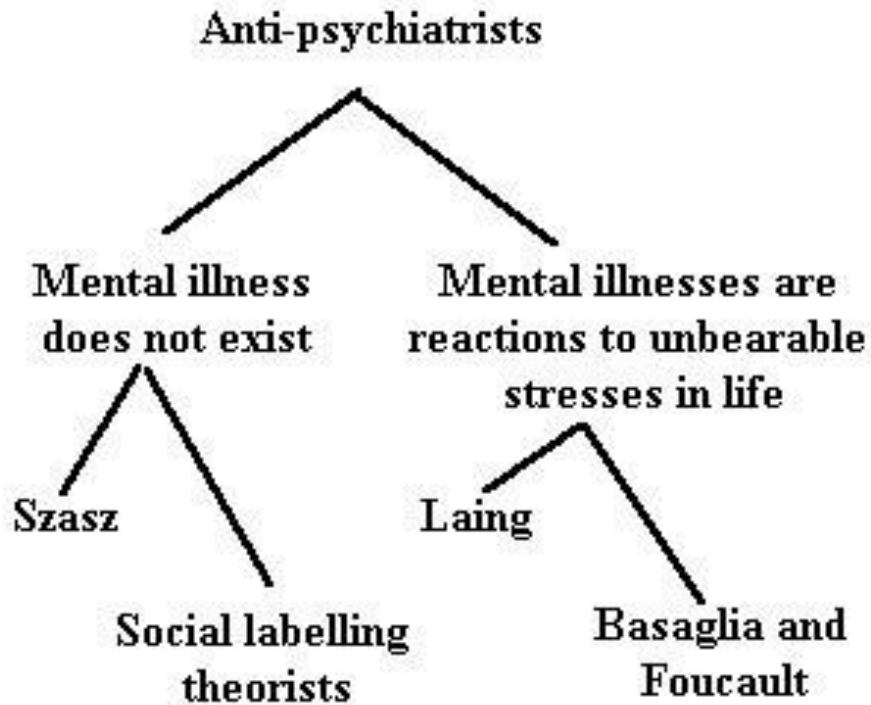 Anti-psychiatrists
Mental illness
does not exist
Mental illnesses are
reactions to unbearable
stresses in life
Szasz
Laing
Social labelling
theorists
Basaglia and
Foucault